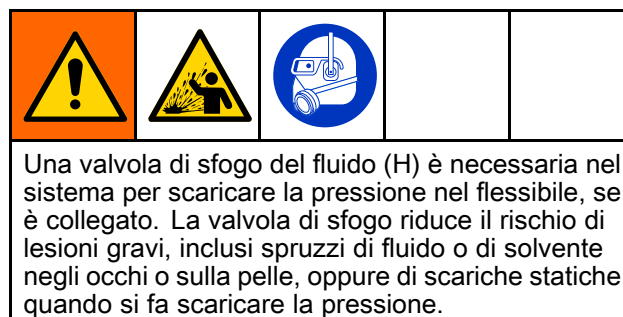 Una valvola di sfogo del fluido (H) è necessaria nel
sistema per scaricare la pressione nel flessibile, se
è collegato. La valvola di sfogo riduce il rischio di
lesioni gravi, inclusi spruzzi di fluido o di solvente
negli occhi o sulla pelle, oppure di scariche statiche
quando si fa scaricare la pressione.